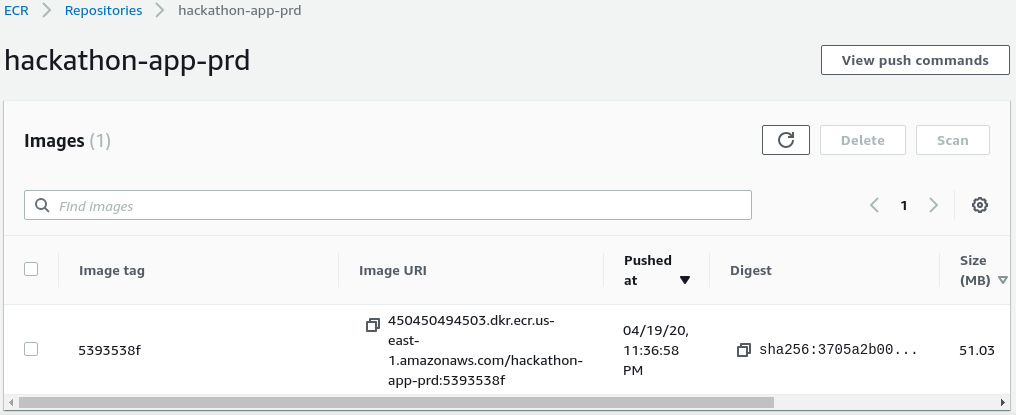 ECR > Repositories > hackathon-app-prd
hackathon-app-prd
View push commands
Images (1)
Delete
Scan
Find images
1
Image tag
Image URI
Pushed
at
Digest
Size
(MB)
5393538f
450450494503.dkr.ecr.us-
east-
1.amazonaws.com/hackathon-
app-prd:5393538f
04/19/20,
11:36:58
PM
sha256:3705a2b00...
51.03